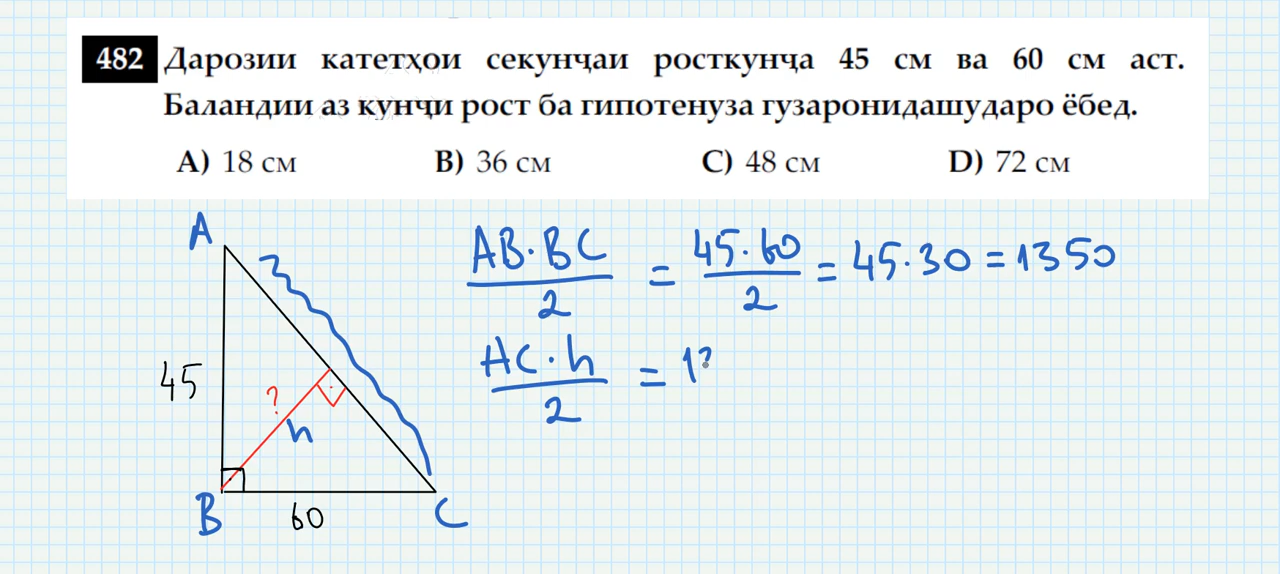 482 Дарозии катетҳои секунҷаи росткунҷа 45 см ва 60 см аст.
Баландии аз кунҷи рост ба гипотенуза гузаронидашударо ёбед.
A) 18 см B) 36 см C) 48 см D) 72 см
A
AB·BC/2 = 45·60/2 = 45·30 = 1350
HC·h/2 =
45
?
h
B
60
C